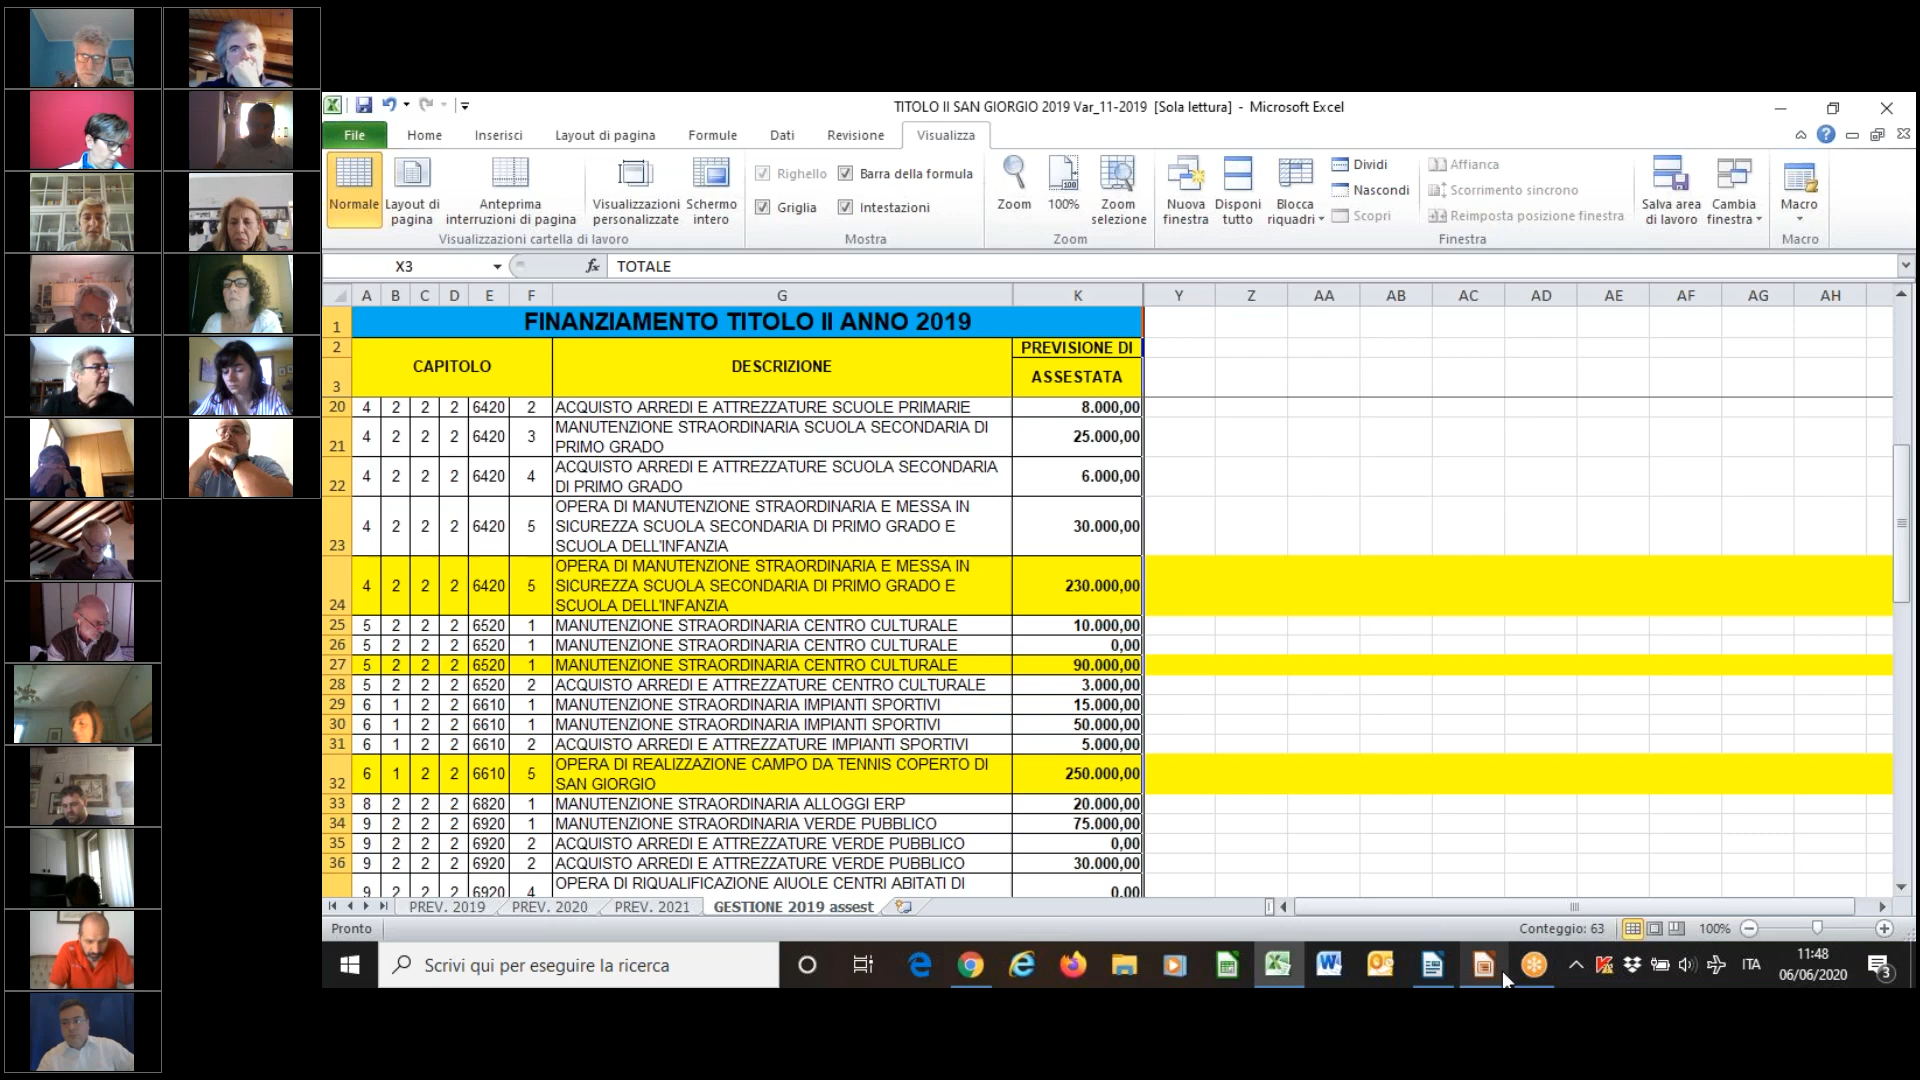 TITOLO II SAN GIORGIO 2019 Var_11-2019 [Sola lettura] - Microsoft Excel
File Home Inserisci Layout di pagina Formule Dati Revisione Visualizza
Normale Layout di pagina Anteprima interruzioni di pagina Visualizzazioni personalizzate Schermo intero
Visualizzazioni cartella di lavoro
Righello Barra della formula
Griglia Intestazioni
Mostra
Zoom 100% Zoom selezione
Zoom
Nuova finestra Disponi tutto Blocca riquadri
Dividi
Nascondi
Scopri
Affianca
Scorrimento sincrono
Reimposta posizione finestra
Finestra
Salva area di lavoro Cambia finestra
Macro
Macro
X3 fx TOTALE
A B C D E F G K Y Z AA AB AC AD AE AF AG AH
1 FINANZIAMENTO TITOLO II ANNO 2019
2 CAPITOLO DESCRIZIONE PREVISIONE DI
3 ASSESTATA
20 4 2 2 2 6420 2 ACQUISTO ARREDI E ATTREZZATURE SCUOLE PRIMARIE 8.000,00
21 4 2 2 2 6420 3 MANUTENZIONE STRAORDINARIA SCUOLA SECONDARIA DI PRIMO GRADO 25.000,00
22 4 2 2 2 6420 4 ACQUISTO ARREDI E ATTREZZATURE SCUOLA SECONDARIA DI PRIMO GRADO 6.000,00
23 4 2 2 2 6420 5 OPERA DI MANUTENZIONE STRAORDINARIA E MESSA IN SICUREZZA SCUOLA SECONDARIA DI PRIMO GRADO E SCUOLA DELL'INFANZIA 30.000,00
24 4 2 2 2 6420 5 OPERA DI MANUTENZIONE STRAORDINARIA E MESSA IN SICUREZZA SCUOLA SECONDARIA DI PRIMO GRADO E SCUOLA DELL'INFANZIA 230.000,00
25 5 2 2 2 6520 1 MANUTENZIONE STRAORDINARIA CENTRO CULTURALE 10.000,00
26 5 2 2 2 6520 1 MANUTENZIONE STRAORDINARIA CENTRO CULTURALE 0,00
27 5 2 2 2 6520 1 MANUTENZIONE STRAORDINARIA CENTRO CULTURALE 90.000,00
28 5 2 2 2 6520 2 ACQUISTO ARREDI E ATTREZZATURE CENTRO CULTURALE 3.000,00
29 6 1 2 2 6610 1 MANUTENZIONE STRAORDINARIA IMPIANTI SPORTIVI 15.000,00
30 6 1 2 2 6610 1 MANUTENZIONE STRAORDINARIA IMPIANTI SPORTIVI 50.000,00
31 6 1 2 2 6610 2 ACQUISTO ARREDI E ATTREZZATURE IMPIANTI SPORTIVI 5.000,00
32 6 1 2 2 6610 5 OPERA DI REALIZZAZIONE CAMPO DA TENNIS COPERTO DI SAN GIORGIO 250.000,00
33 8 2 2 2 6820 1 MANUTENZIONE STRAORDINARIA ALLOGGI ERP 20.000,00
34 9 2 2 2 6920 1 MANUTENZIONE STRAORDINARIA VERDE PUBBLICO 75.000,00
35 9 2 2 2 6920 2 ACQUISTO ARREDI E ATTREZZATURE VERDE PUBBLICO 0,00
36 9 2 2 2 6920 2 ACQUISTO ARREDI E ATTREZZATURE VERDE PUBBLICO 30.000,00
9 2 2 2 6920 4 OPERA DI RIQUALIFICAZIONE AIUOLE CENTRI ABITATI DI 0,00
PREV. 2019 PREV. 2020 PREV. 2021 GESTIONE 2019 assest
Pronto Conteggio: 63 100%
Scrivi qui per eseguire la ricerca
ITA 11:48
06/06/2020 3